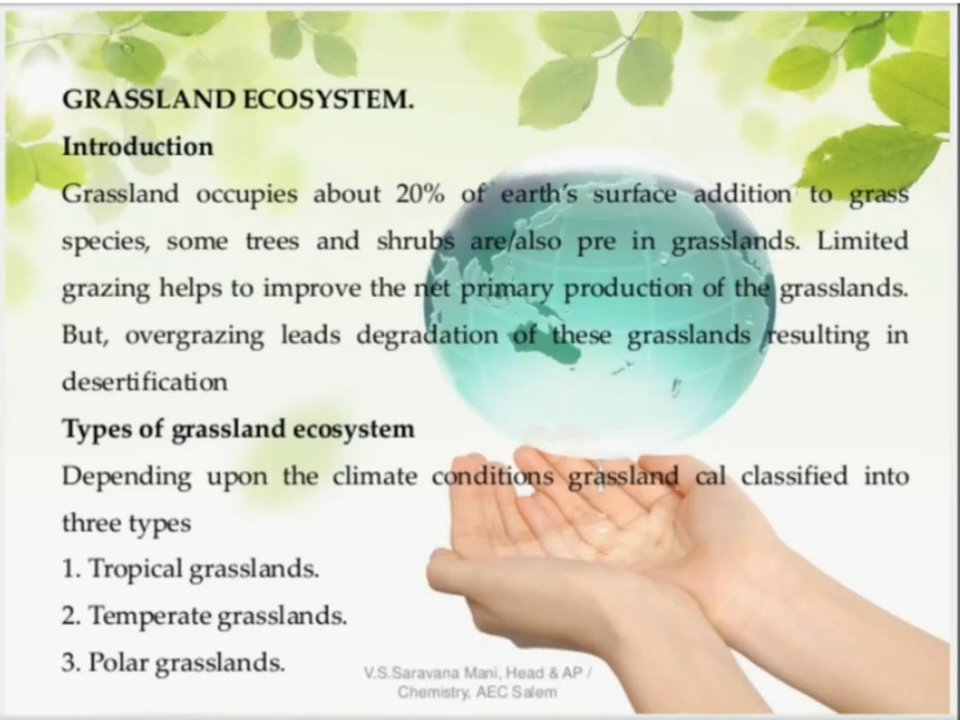 GRASSLAND ECOSYSTEM.
Introduction
Grassland occupies about 20% of earth's surface addition to grass
species, some trees and shrubs are/also pre in grasslands. Limited
grazing helps to improve the net primary production of the grasslands.
But, overgrazing leads degradation of these grasslands resulting in
desertification
Types of grassland ecosystem
Depending upon the climate conditions grassland cal classified into
three types
1. Tropical grasslands.
2. Temperate grasslands.
3. Polar grasslands.
V.S.Saravana Mani, Head & AP /
Chemistry, AEC Salem